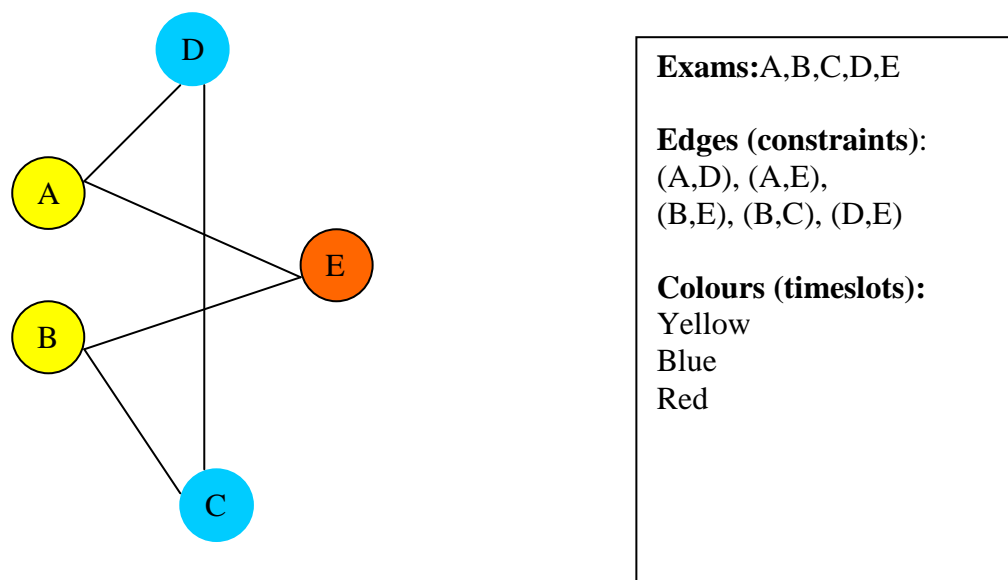 D
A
E
B
C
Exams:A,B,C,D,E
Edges (constraints):
(A,D), (A,E),
(B,E), (B,C), (D,E)
Colours (timeslots):
Yellow
Blue
Red